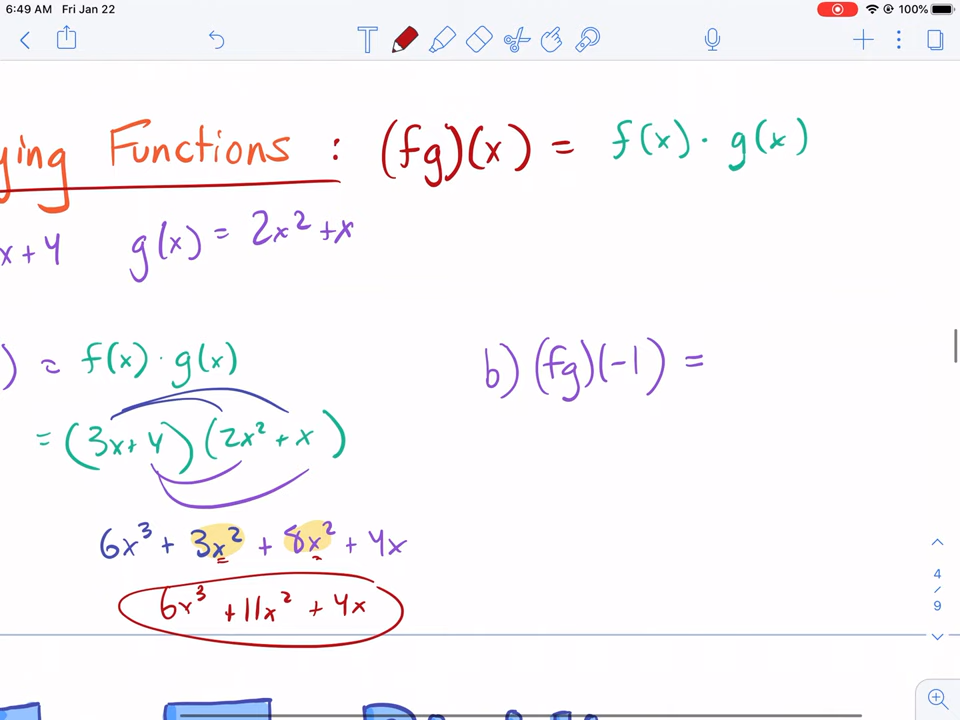 6:49 AM Fri Jan 22
100%
T
ying Functions : (fg)(x) = f(x) · g(x)
x + 4 g(x) = 2x² + x
) = f(x) · g(x)
b) (fg)(-1) =
= (3x + 4)(2x² + x)
6x³ + 3x² + 8x² + 4x
6x³ + 11x² + 4x
4
/
9